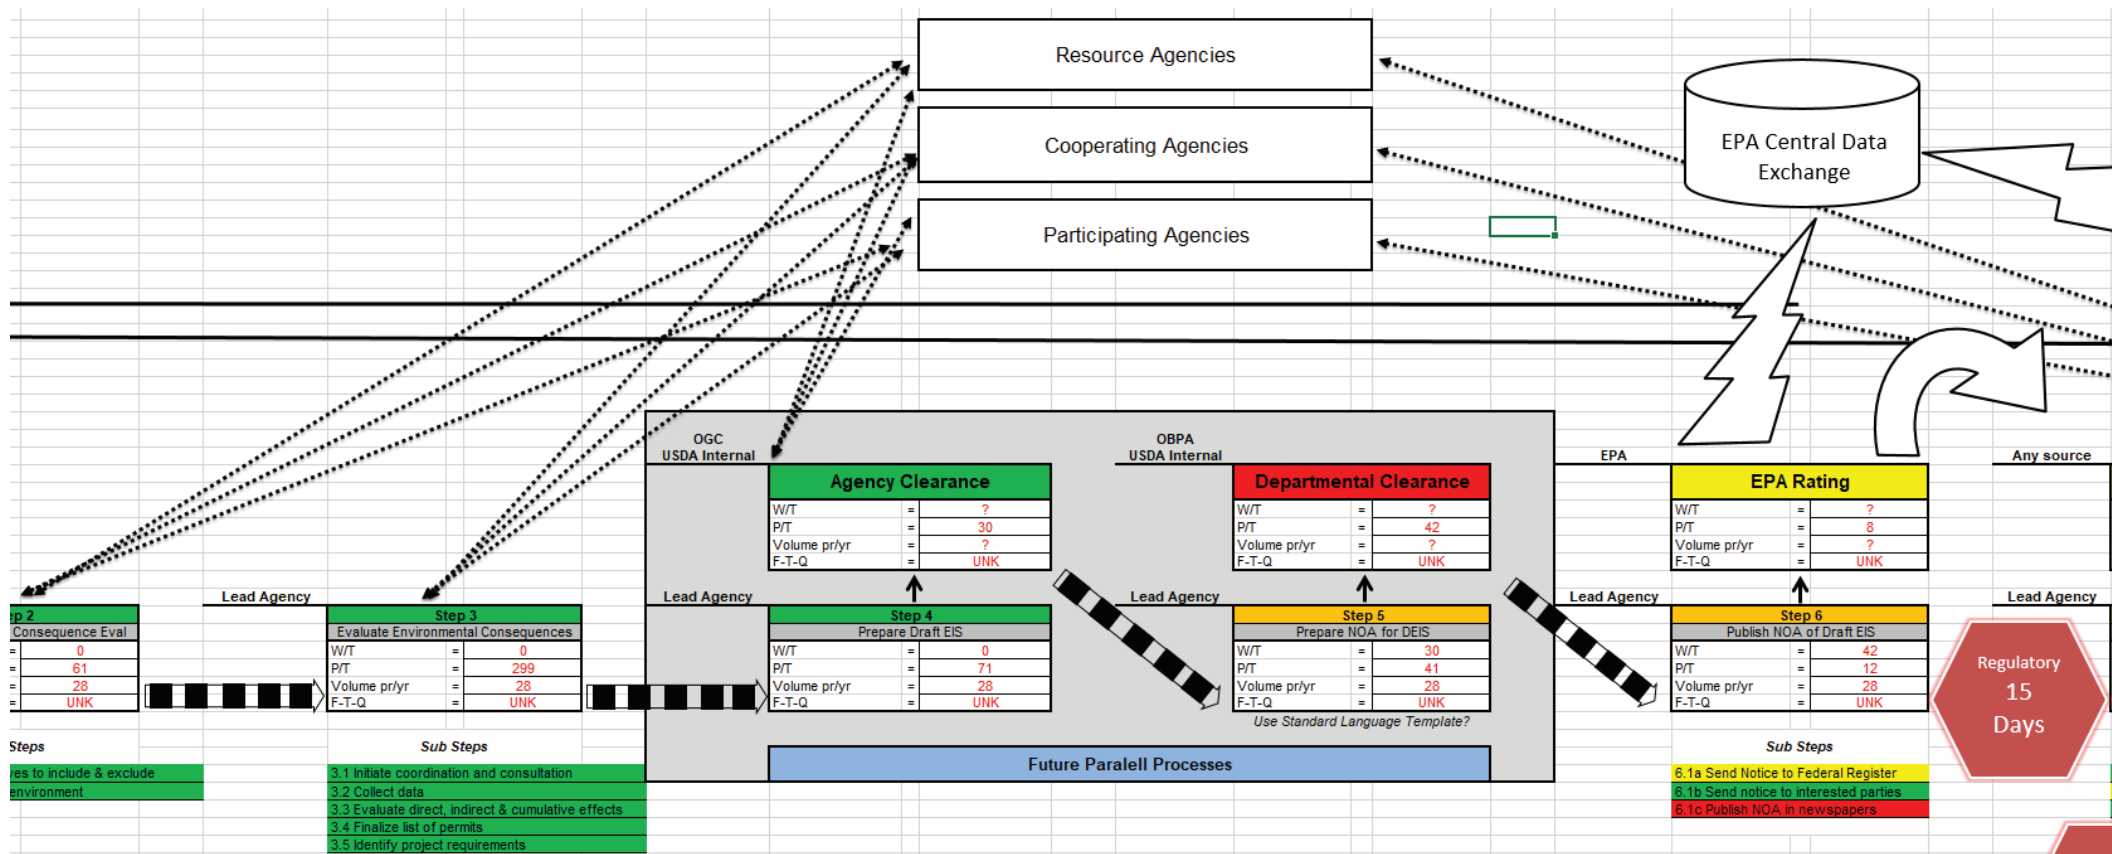 Resource Agencies
Cooperating Agencies
Participating Agencies
EPA Central Data
Exchange
OGC
USDA Internal
OBPA
USDA Internal
EPA
Any source
Agency Clearance
W/T = ?
P/T = 30
Volume pr/yr = ?
F-T-Q = UNK
Departmental Clearance
W/T = ?
P/T = 42
Volume pr/yr = ?
F-T-Q = UNK
EPA Rating
W/T = ?
P/T = 8
Volume pr/yr = ?
F-T-Q = UNK
ep 2
Consequence Eval
= 0
= 61
= 28
= UNK
Lead Agency
Step 3
Evaluate Environmental Consequences
W/T = 0
P/T = 299
Volume pr/yr = 28
F-T-Q = UNK
Lead Agency
Step 4
Prepare Draft EIS
W/T = 0
P/T = 71
Volume pr/yr = 28
F-T-Q = UNK
Lead Agency
Step 5
Prepare NOA for DEIS
W/T = 30
P/T = 41
Volume pr/yr = 28
F-T-Q = UNK
Use Standard Language Template?
Lead Agency
Step 6
Publish NOA of Draft EIS
W/T = 42
P/T = 12
Volume pr/yr = 28
F-T-Q = UNK
Lead Agency
Regulatory
15
Days
Steps
ves to include & exclude
environment
Sub Steps
3.1 Initiate coordination and consultation
3.2 Collect data
3.3 Evaluate direct, indirect & cumulative effects
3.4 Finalize list of permits
3.5 Identify project requirements
Future Paralell Processes
Sub Steps
6.1a Send Notice to Federal Register
6.1b Send notice to interested parties
6.1c Publish NOA in newspapers